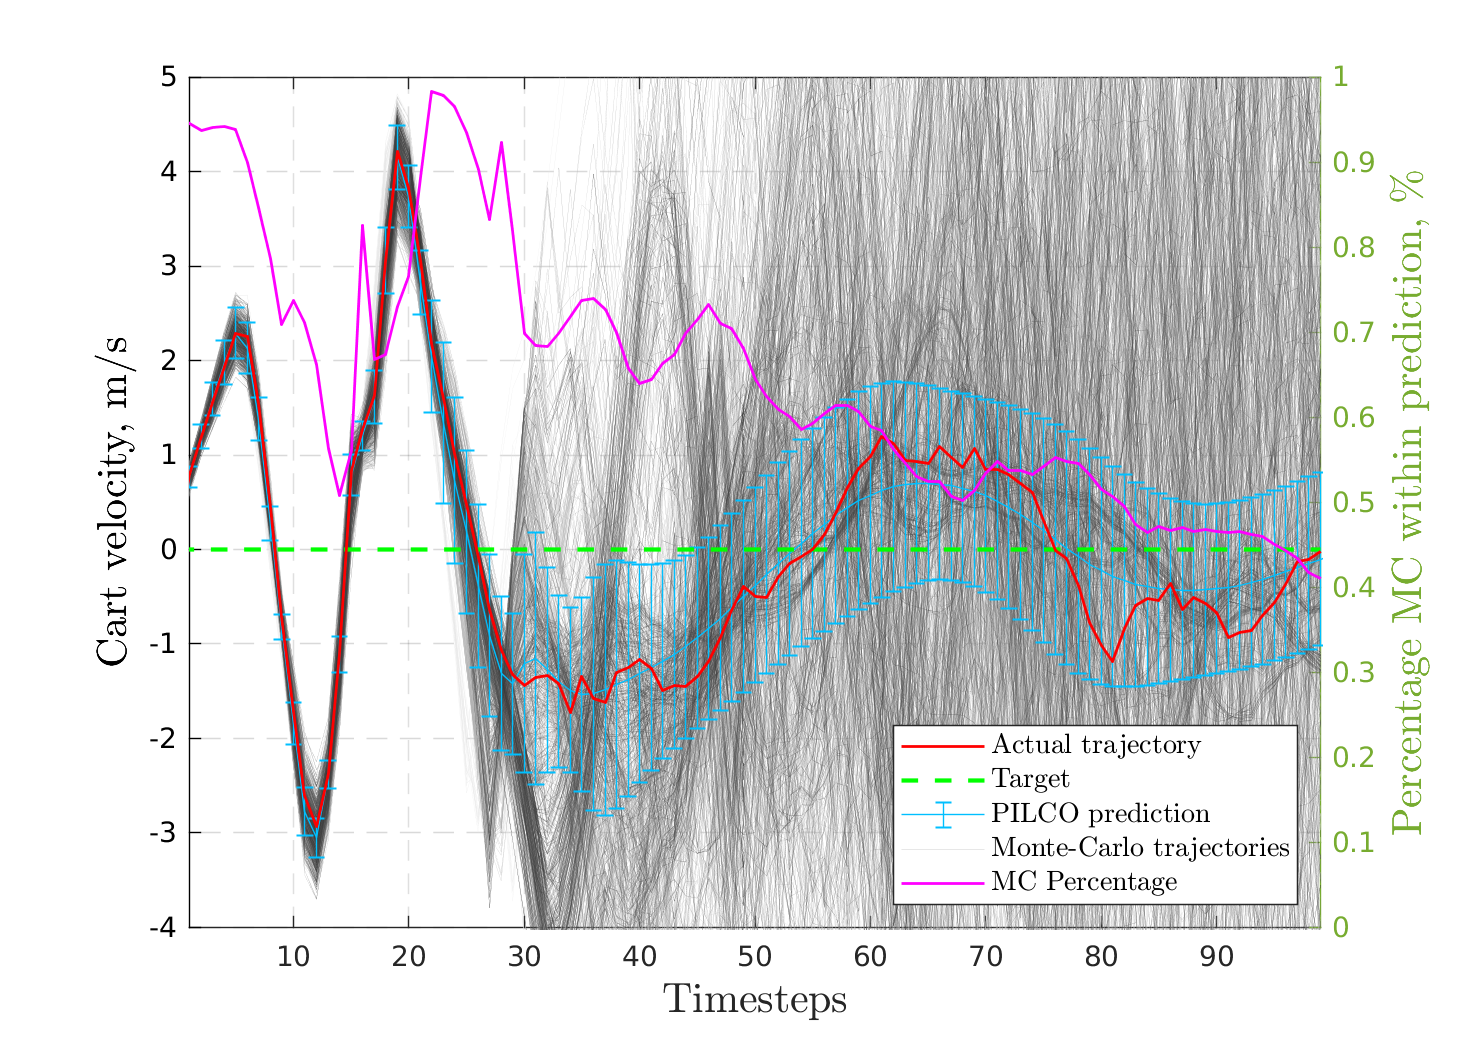 5
4
3
2
1
0
-1
-2
-3
-4
Cart velocity, m/s
10 20 30 40 50 60 70 80 90
Timesteps
1
0.9
0.8
0.7
0.6
0.5
0.4
0.3
0.2
0.1
0
Percentage MC within prediction, %
Actual trajectory
Target
PILCO prediction
Monte-Carlo trajectories
MC Percentage